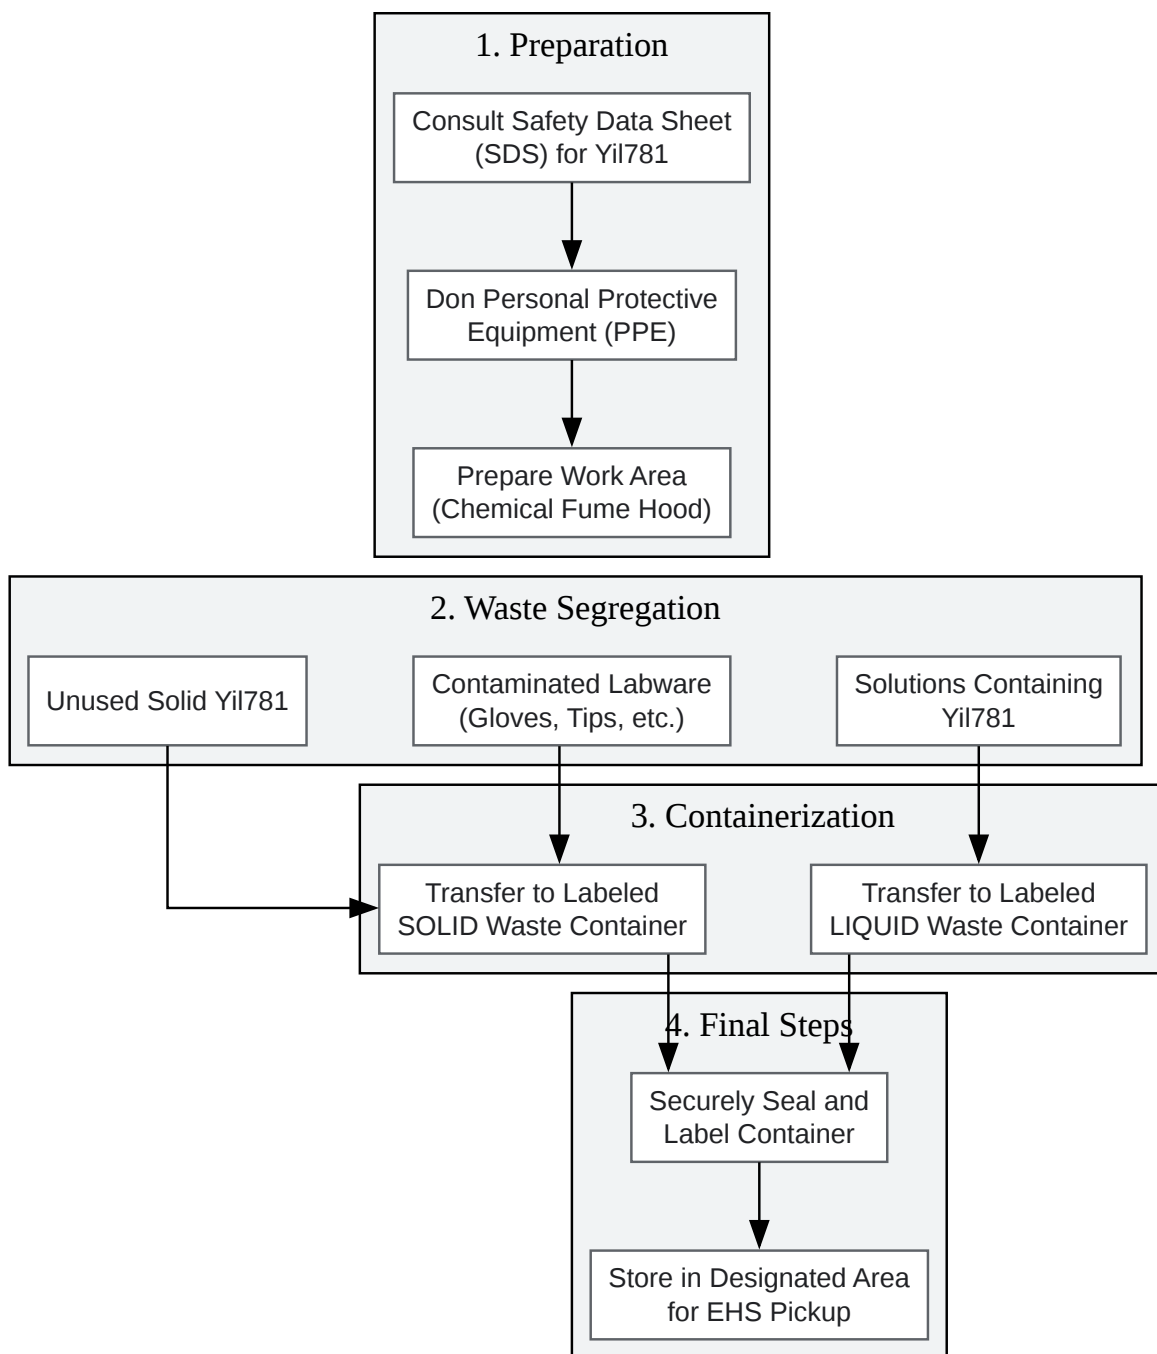 1. Preparation
Consult Safety Data Sheet
(SDS) for Yil781
Don Personal Protective
Equipment (PPE)
Prepare Work Area
(Chemical Fume Hood)
2. Waste Segregation
Unused Solid Yil781
Contaminated Labware
(Gloves, Tips, etc.)
Solutions Containing
Yil781
3. Containerization
Transfer to Labeled
SOLID Waste Container
Transfer to Labeled
LIQUID Waste Container
4. Final Steps
Securely Seal and
Label Container
Store in Designated Area
for EHS Pickup